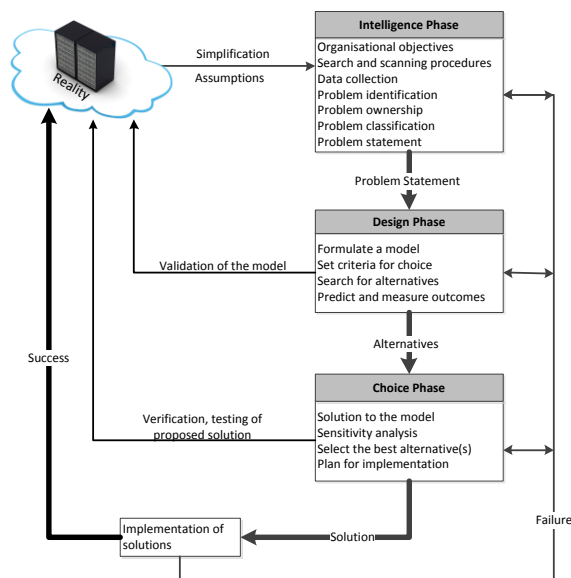 Intelligence Phase
Organisational objectives
Search and scanning procedures
Data collection
Problem identification
Problem ownership
Problem classification
Problem statement
Reality
Simplification
Assumptions
Problem Statement
Design Phase
Formulate a model
Set criteria for choice
Search for alternatives
Predict and measure outcomes
Validation of the model
Alternatives
Success
Choice Phase
Solution to the model
Sensitivity analysis
Select the best alternative(s)
Plan for implementation
Verification, testing of
proposed solution
Failure
Implementation of
solutions
Solution